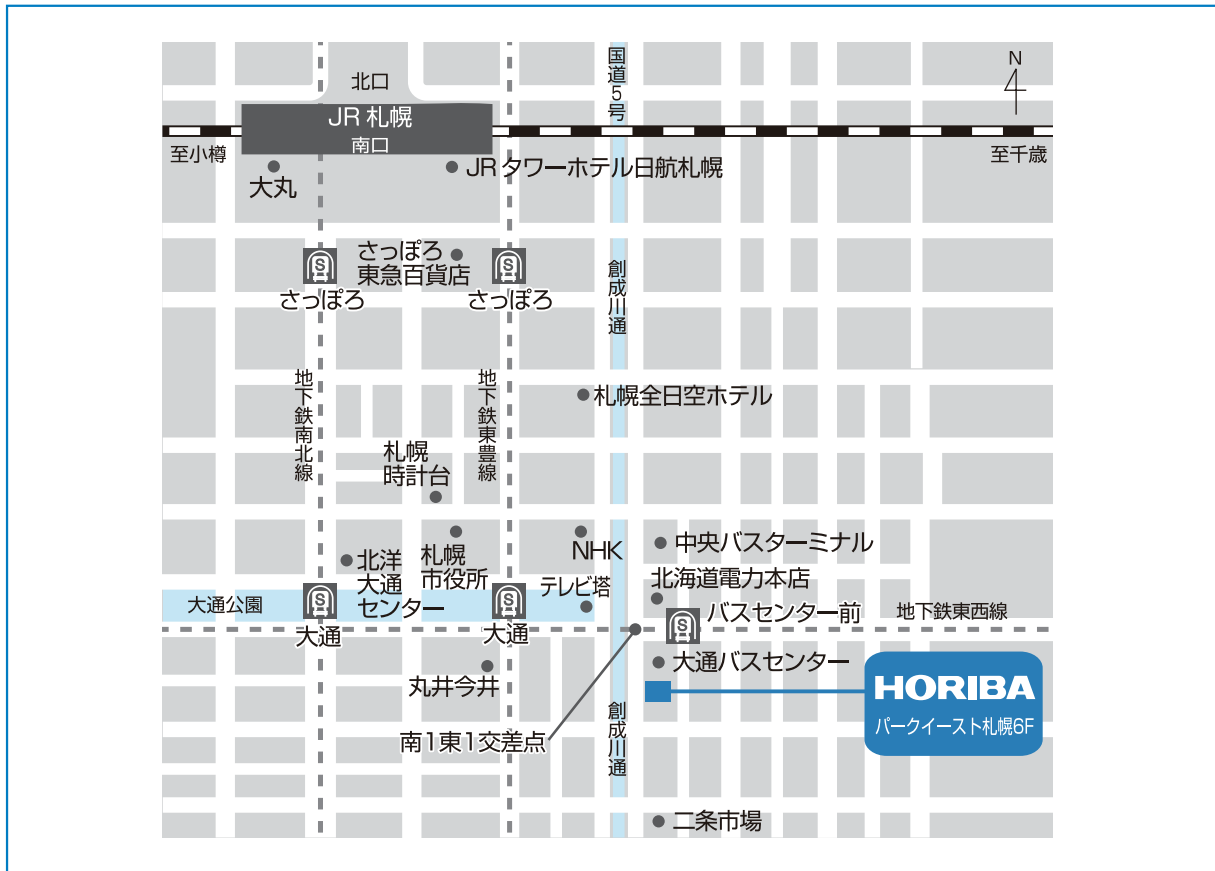 北口
国道5号
N
JR 札幌
南口
至小樽
至千歳
大丸
JRタワーホテル日航札幌
さっぽろ
東急百貨店
さっぽろ
さっぽろ
創成川通
地下鉄南北線
地下鉄東豊線
札幌全日空ホテル
札幌
時計台
北洋
大通
センター
札幌
市役所
NHK
中央バスターミナル
北海道電力本店
テレビ塔
大通公園
バスセンター前
地下鉄東西線
大通
大通
大通バスセンター
丸井今井
HORIBA
パークイースト札幌6F
南1東1交差点
創成川通
二条市場
S
S
S
S
S